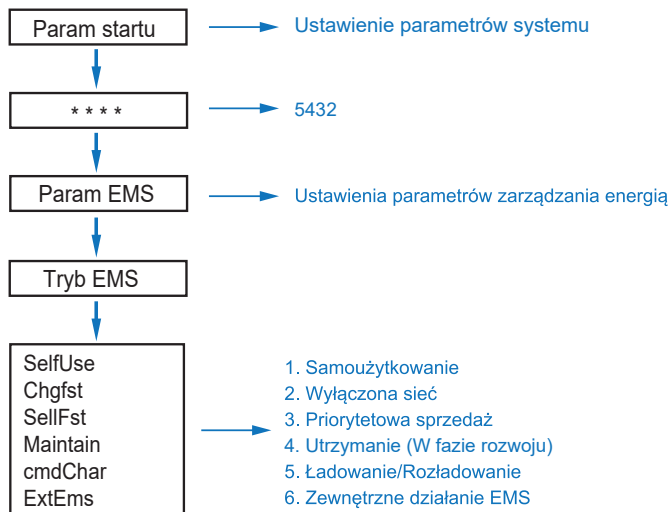 Param startu
Ustawienie parametrów systemu
* * * *
5432
Param EMS
Ustawienia parametrów zarządzania energią
Tryb EMS
SelfUse
Chgfst
SellFst
Maintain
cmdChar
ExtEms
1. Samoużytkowanie
2. Wyłączona sieć
3. Priorytetowa sprzedaż
4. Utrzymanie (W fazie rozwoju)
5. Ładowanie/Rozładowanie
6. Zewnętrzne działanie EMS